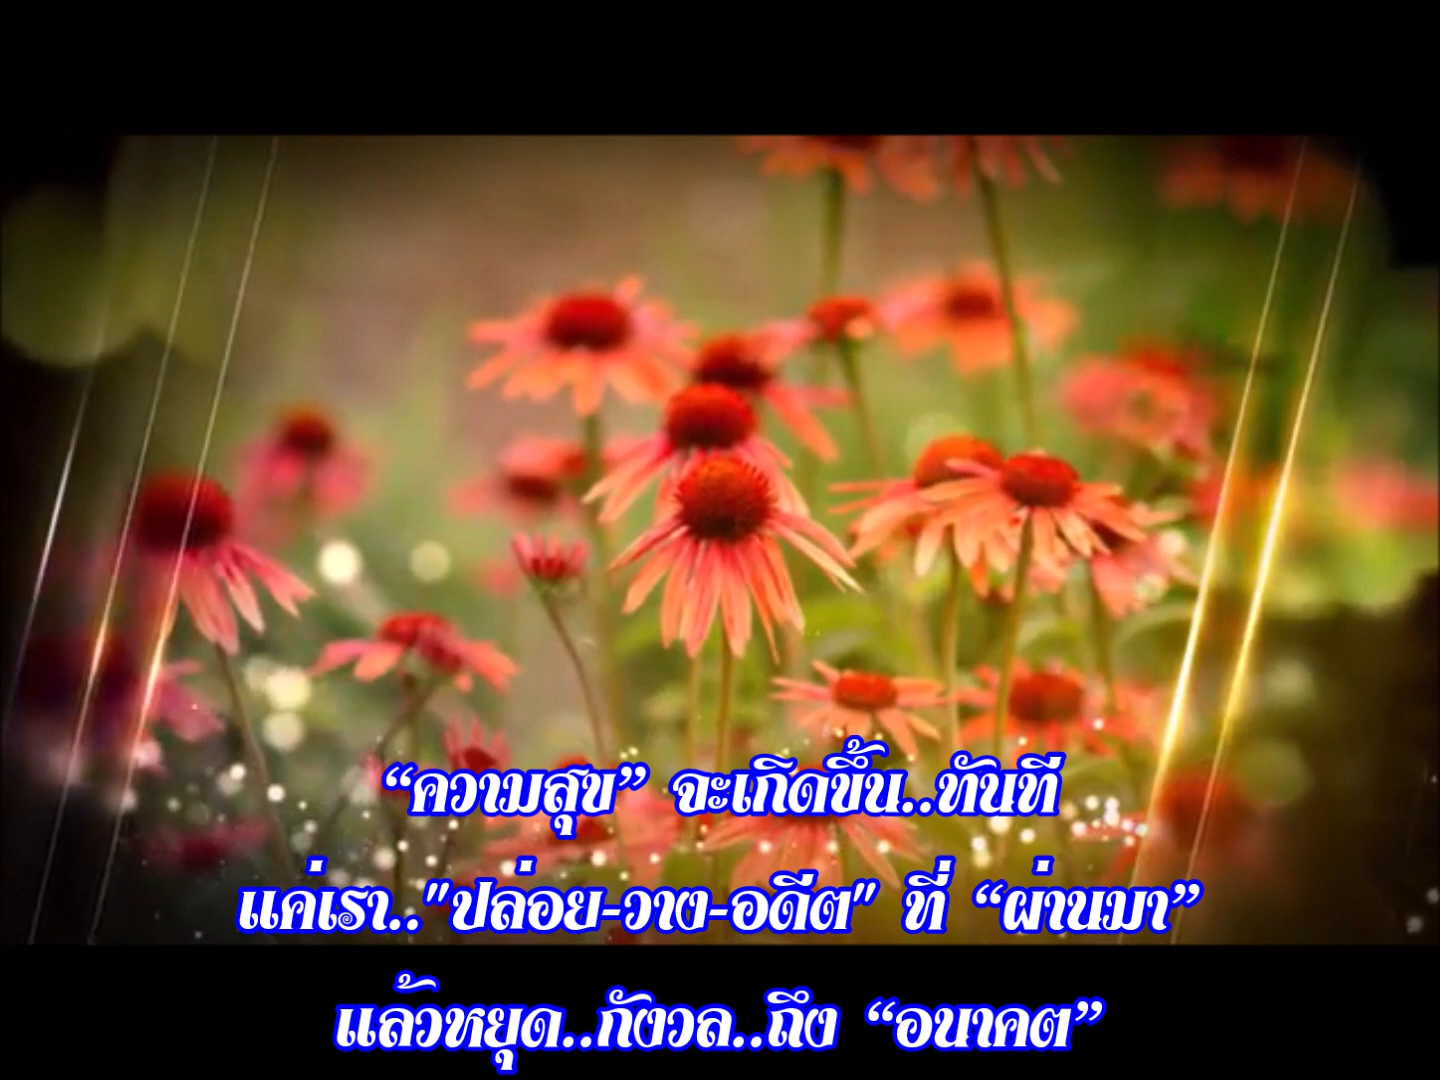 “ความสุข” จะเกิดขึ้น..ทันที
แค่เรา.."ปล่อย-วาง-อดีต" ที่ “ผ่านมา”
แล้วหยุด..กังวล..ถึง “อนาคต”